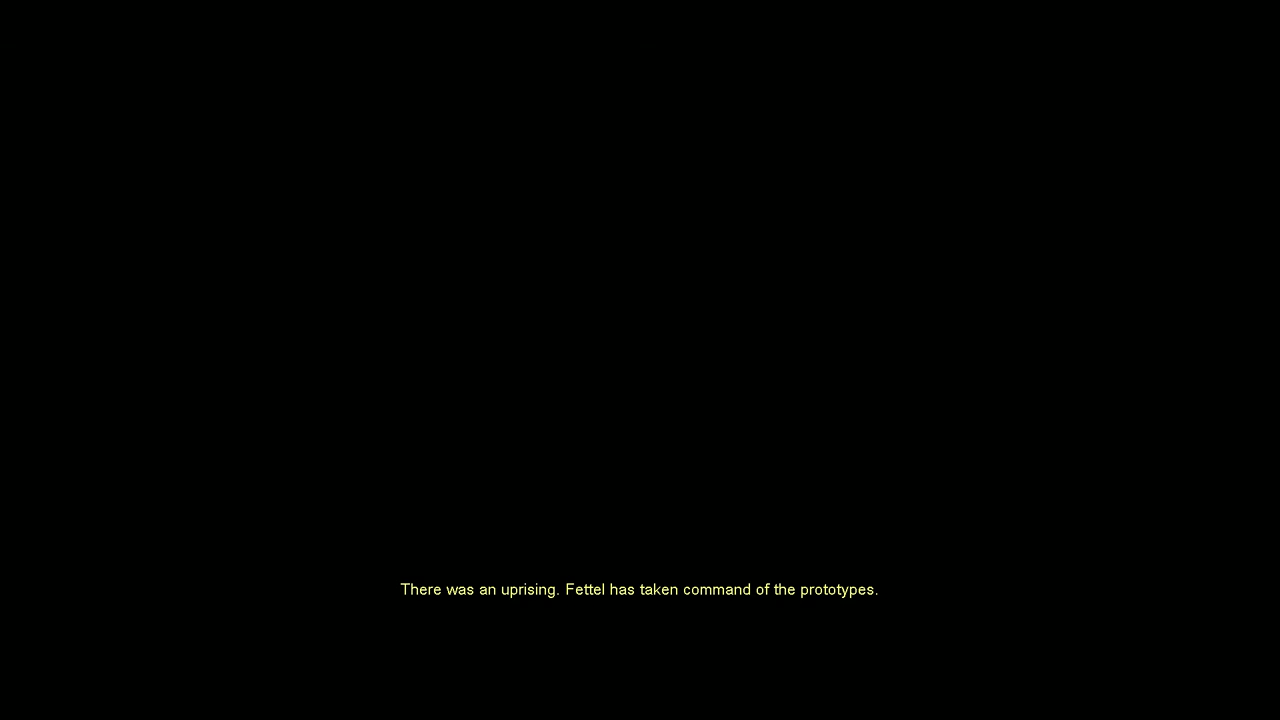 There was an uprising. Fettel has taken command of the prototypes.